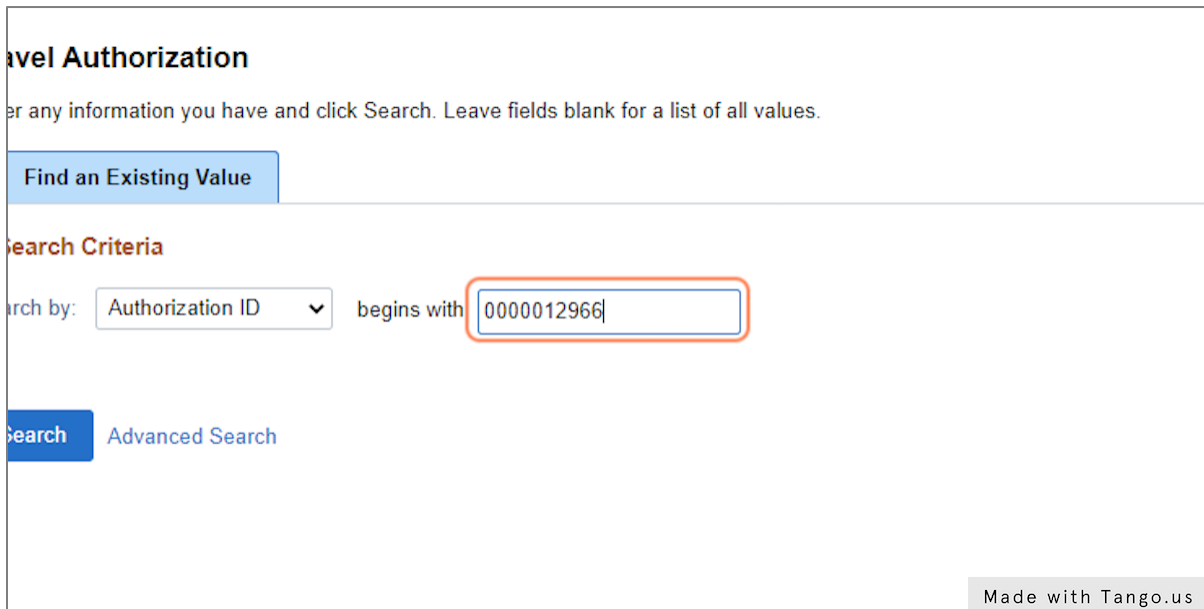 avel Authorization
er any information you have and click Search. Leave fields blank for a list of all values.
Find an Existing Value
Search Criteria
arch by: Authorization ID begins with 0000012966
Search Advanced Search
Made with Tango.us